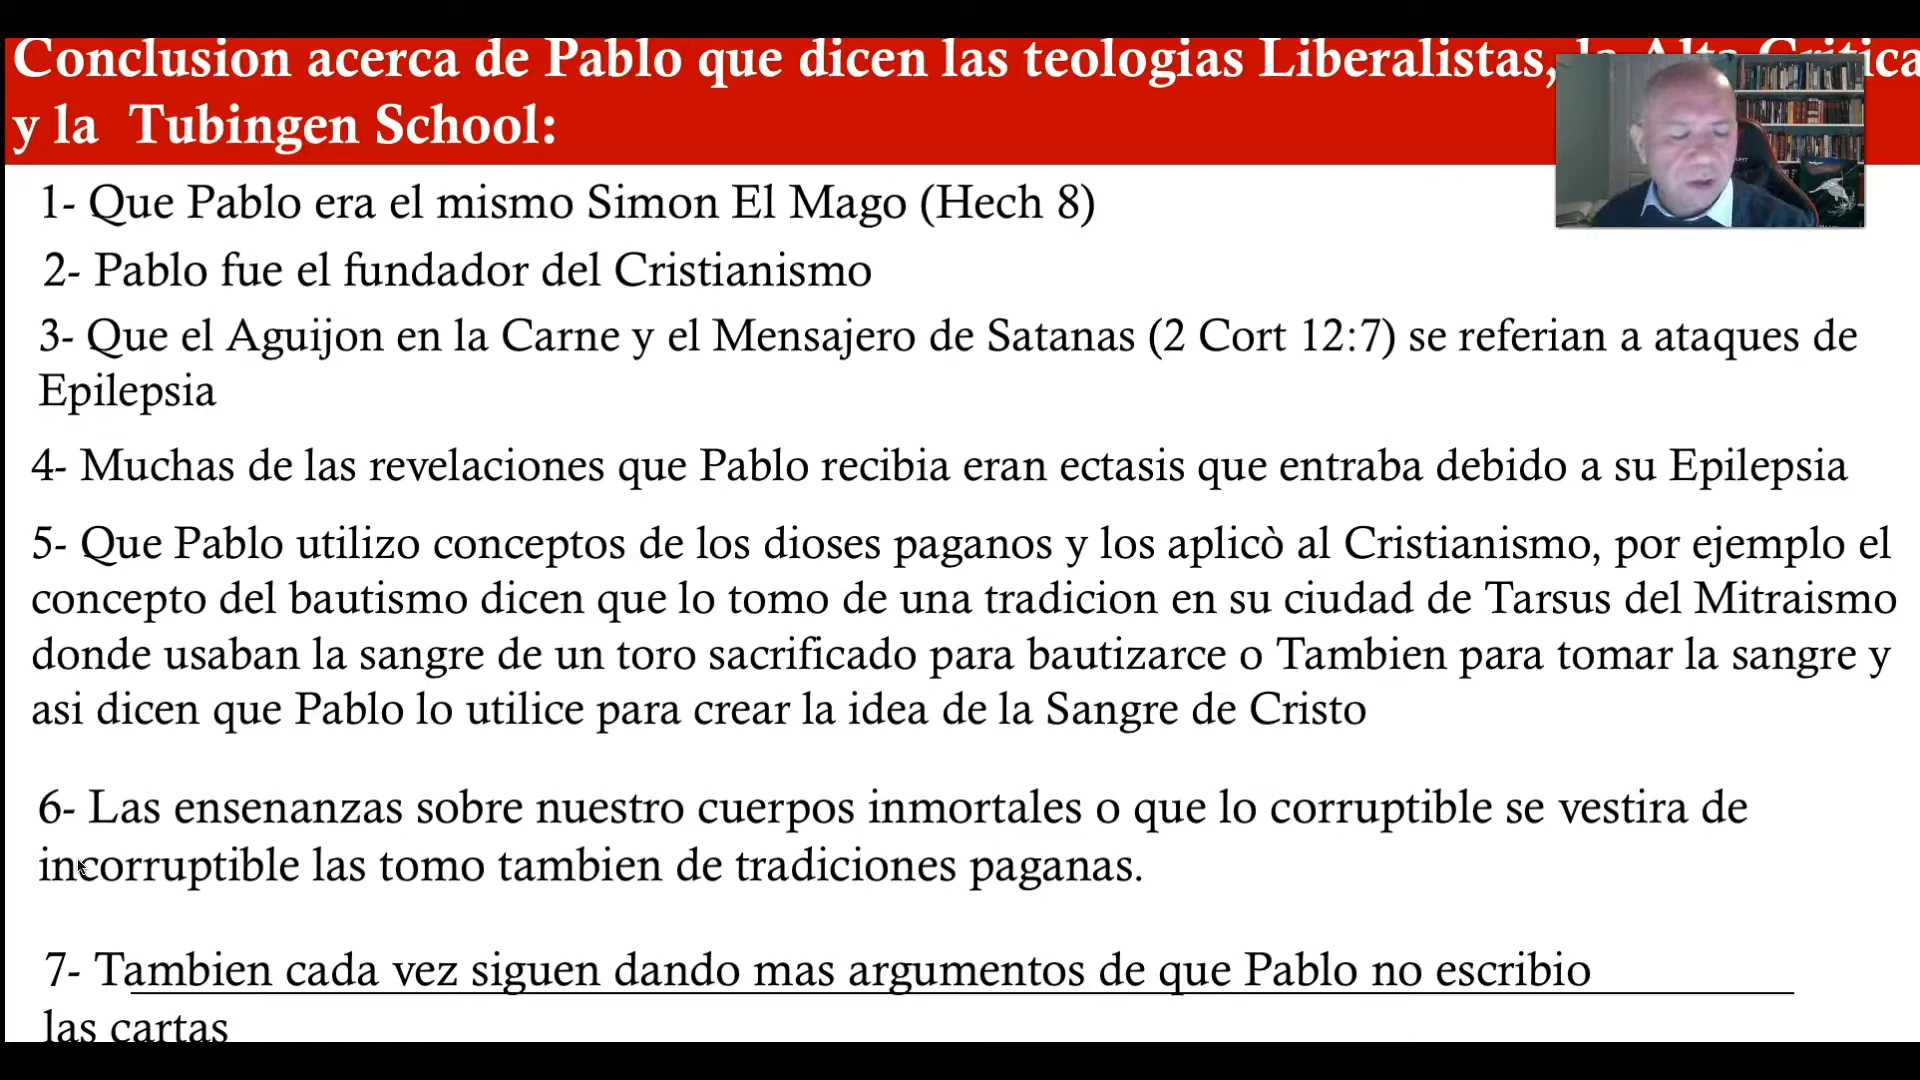 Conclusion acerca de Pablo que dicen las teologias Liberalistas, la Alta Critica
y la Tubingen School:
1- Que Pablo era el mismo Simon El Mago (Hech 8)
2- Pablo fue el fundador del Cristianismo
3- Que el Aguijon en la Carne y el Mensajero de Satanas (2 Cort 12:7) se referian a ataques de
Epilepsia
4- Muchas de las revelaciones que Pablo recibia eran ectasis que entraba debido a su Epilepsia
5- Que Pablo utilizo conceptos de los dioses paganos y los aplicò al Cristianismo, por ejemplo el
concepto del bautismo dicen que lo tomo de una tradicion en su ciudad de Tarsus del Mitraismo
donde usaban la sangre de un toro sacrificado para bautizarce o Tambien para tomar la sangre y
asi dicen que Pablo lo utilice para crear la idea de la Sangre de Cristo
6- Las ensenanzas sobre nuestro cuerpos inmortales o que lo corruptible se vestira de
incorruptible las tomo tambien de tradiciones paganas.
7- Tambien cada vez siguen dando mas argumentos de que Pablo no escribio
las cartas